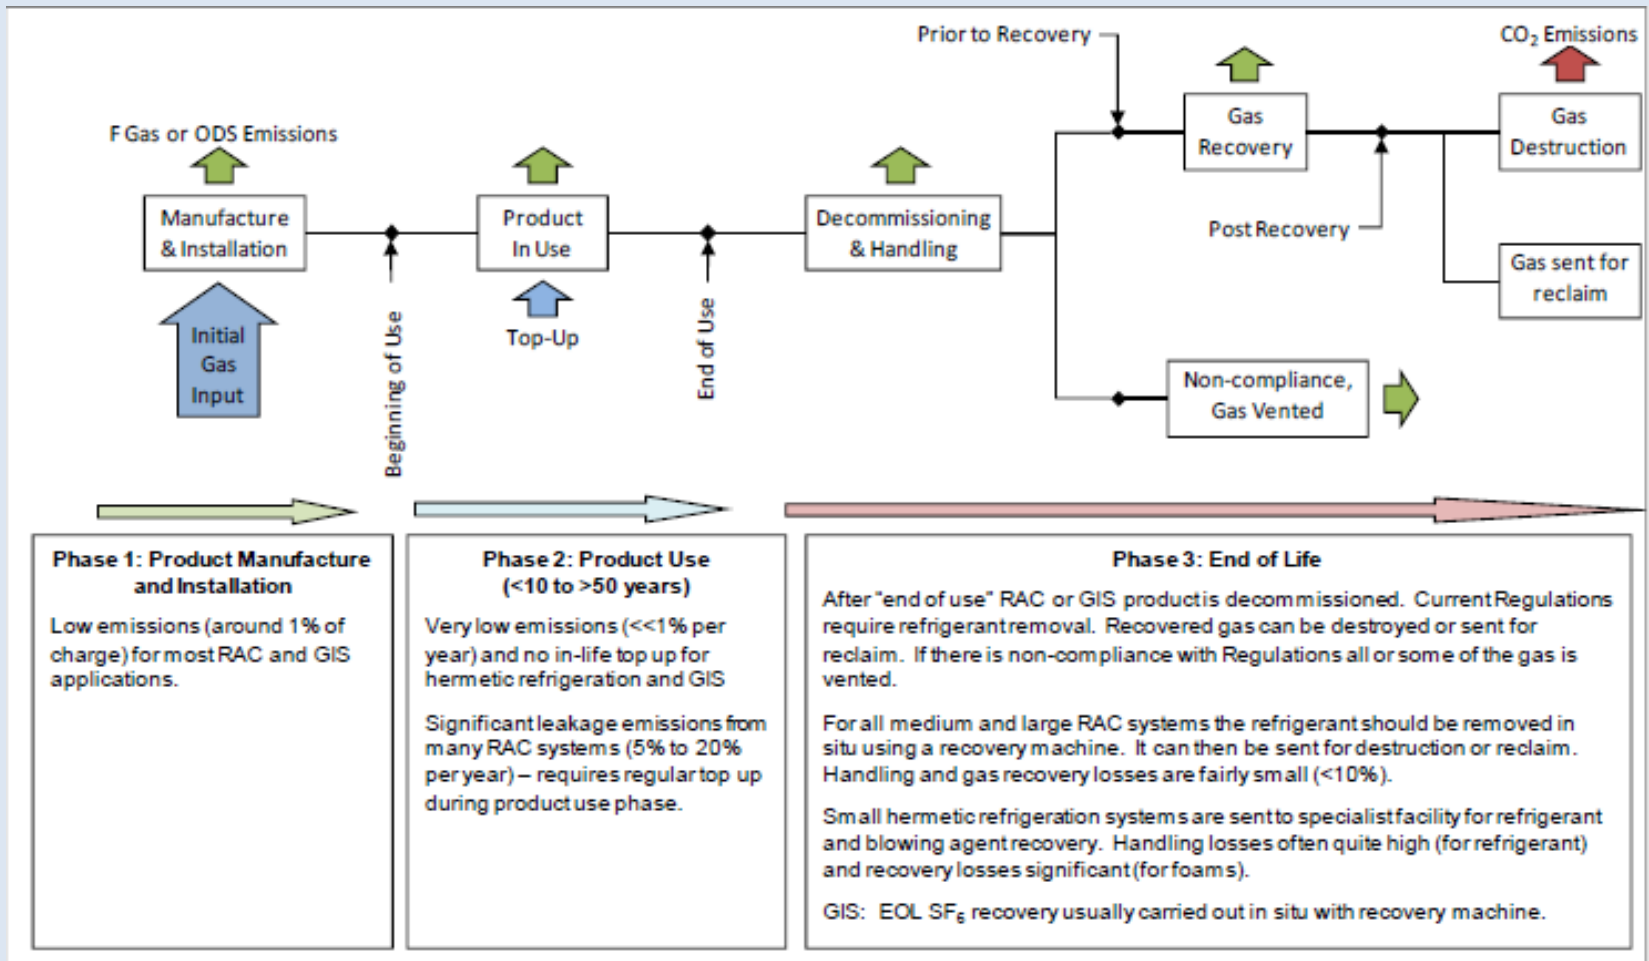 Prior to Recovery
CO₂ Emissions
F Gas or ODS Emissions
Gas
Recovery
Gas
Destruction
Manufacture
& Installation
Product
In Use
Decommissioning
& Handling
Post Recovery
Gas sent for
reclaim
Initial
Gas
Input
Beginning of Use
Top-Up
End of Use
Non-compliance,
Gas Vented
Phase 1: Product Manufacture
and Installation
Low emissions (around 1% of
charge) for most RAC and GIS
applications.
Phase 2: Product Use
(<10 to >50 years)
Very low emissions (<<1% per
year) and no in-life top up for
hermetic refrigeration and GIS
Significant leakage emissions from
many RAC systems (5% to 20%
per year) – requires regular top up
during product use phase.
Phase 3: End of Life
After "end of use" RAC or GIS product is decommissioned. Current Regulations
require refrigerant removal. Recovered gas can be destroyed or sent for
reclaim. If there is non-compliance with Regulations all or some of the gas is
vented.
For all medium and large RAC systems the refrigerant should be removed in
situ using a recovery machine. It can then be sent for destruction or reclaim.
Handling and gas recovery losses are fairly small (<10%).
Small hermetic refrigeration systems are sent to specialist facility for refrigerant
and blowing agent recovery. Handling losses often quite high (for refrigerant)
and recovery losses significant (for foams).
GIS: EOL SF₆ recovery usually carried out in situ with recovery machine.